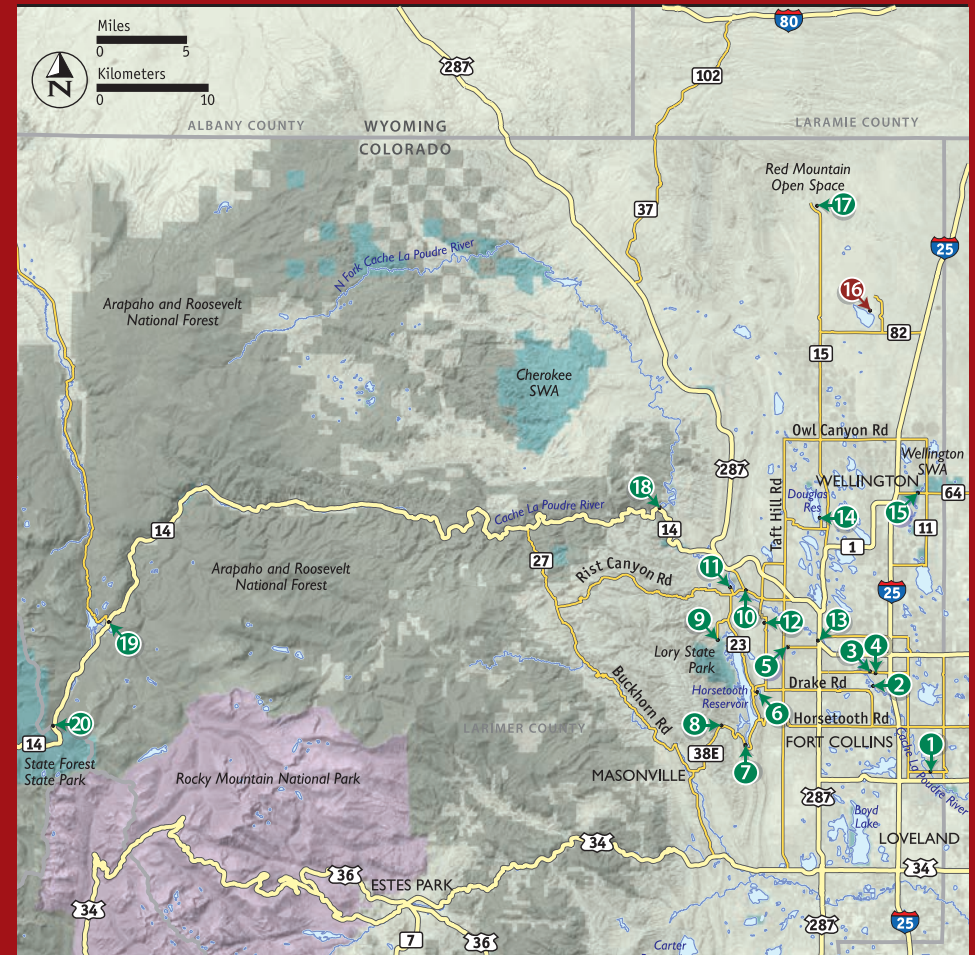 Miles
0 5
Kilometers
0 10
N
80
287
102
ALBANY COUNTY
WYOMING
COLORADO
LARAMIE COUNTY
Red Mountain
Open Space
17
37
25
N Fork Cache La Poudre River
16
Arapaho and Roosevelt
National Forest
82
15
Cherokee
SWA
Owl Canyon Rd
Wellington
SWA
287
WELLINGTON
18
Taft Hill Rd
Douglas
Res
64
Cache La Poudre River
15
14
14
14
11
27
1
Arapaho and Roosevelt
National Forest
Rist Canyon Rd
11
25
10
12
13
9
19
23
3
4
5
Lory State
Park
Drake Rd
2
Buckhorn Rd
Horsetooth
Reservoir
6
20
8
Horsetooth Rd
LARIMER COUNTY
14
FORT COLLINS
1
38E
State Forest
State Park
7
Cache La Poudre River
Rocky Mountain National Park
MASONVILLE
287
Boyd
Lake
LOVELAND
34
34
36
ESTES PARK
34
7
36
287
25
Carter